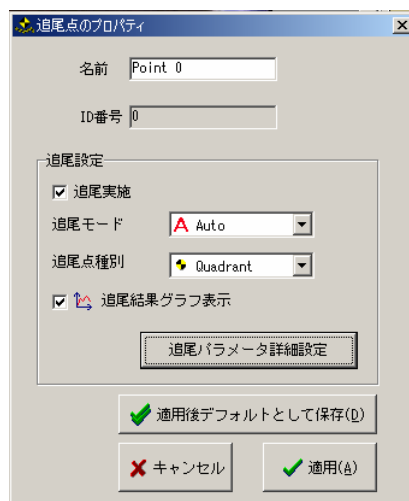 追尾点のプロパティ
名前 Point 0
ID番号 0
追尾設定
追尾実施
追尾モード A Auto
追尾点種別 Quadrant
追尾結果グラフ表示
追尾パラメータ詳細設定
適用後デフォルトとして保存(D)
キャンセル 適用(A)